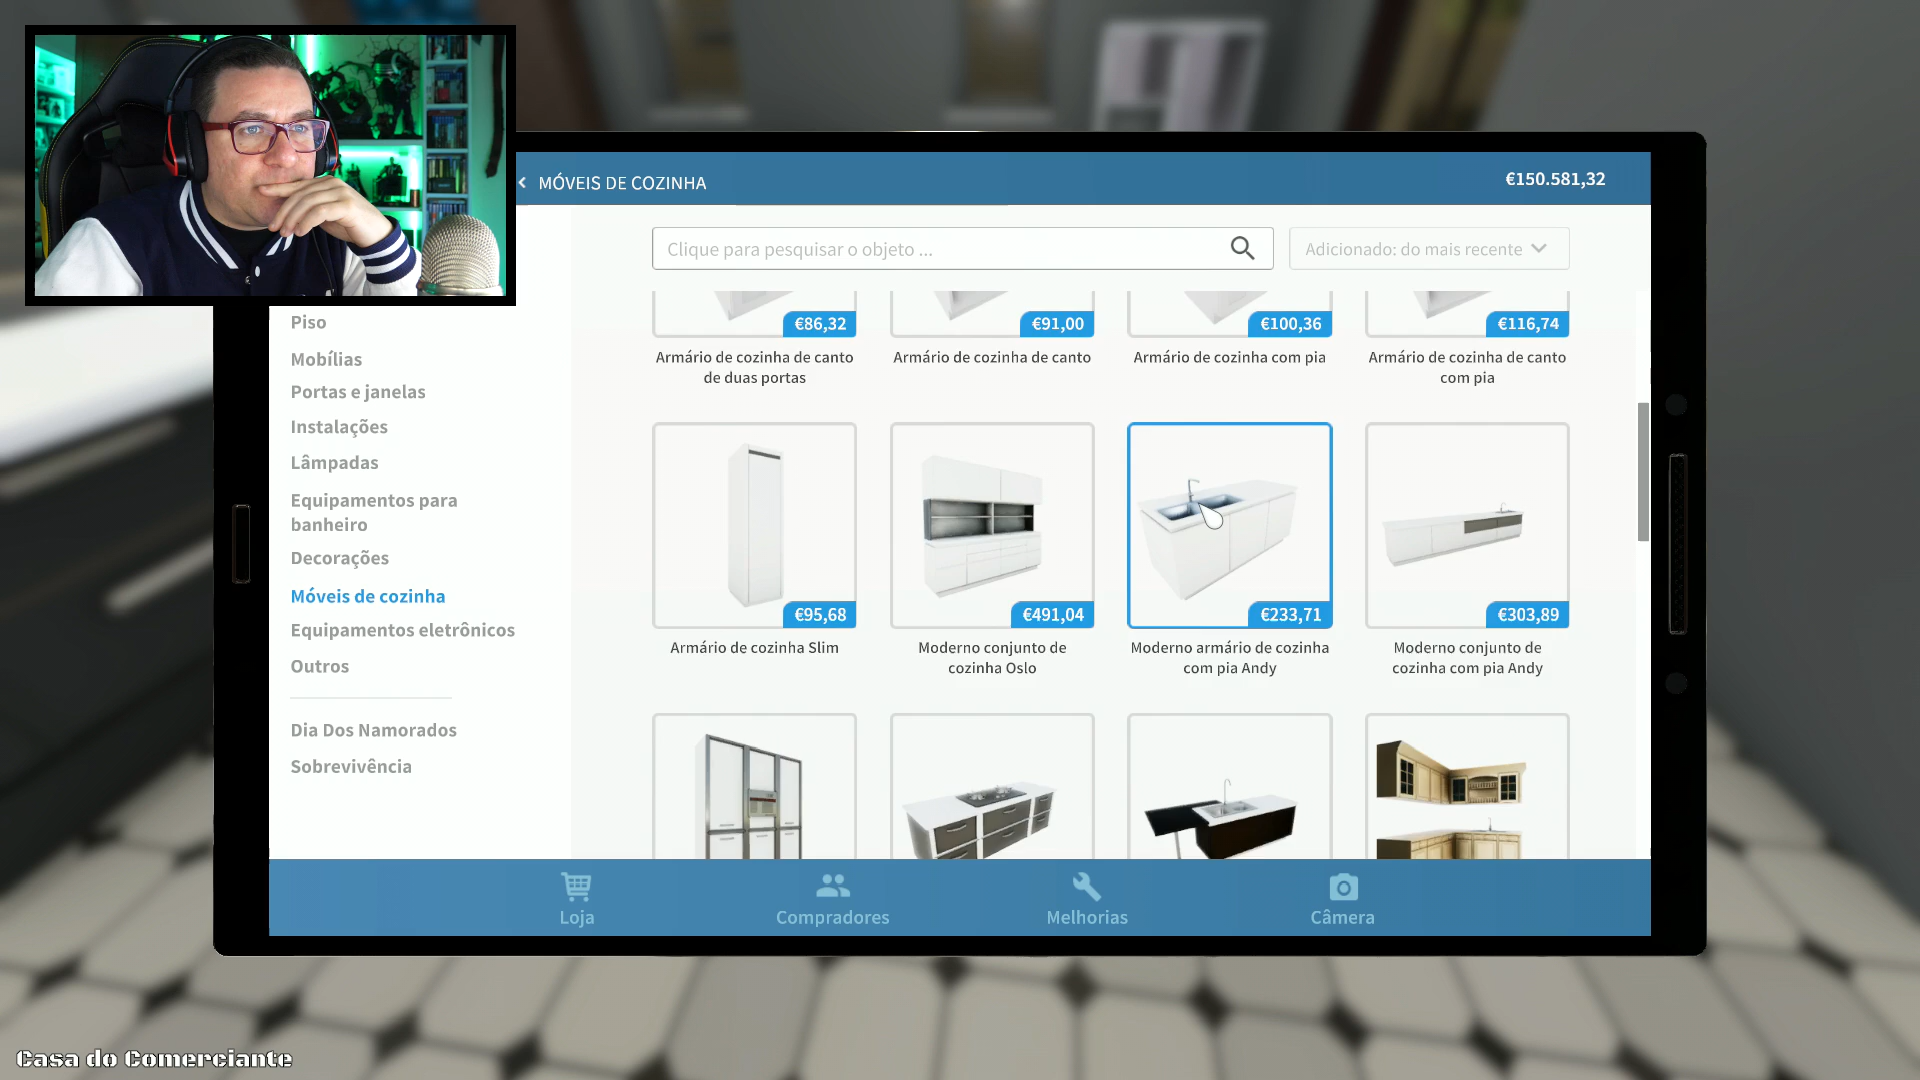 MÓVEIS DE COZINHA
€150.581,32
Clique para pesquisar o objeto ...
Adicionado: do mais recente
Piso
Mobílias
Portas e janelas
Instalações
Lâmpadas
Equipamentos para
banheiro
Decorações
Móveis de cozinha
Equipamentos eletrônicos
Outros
Dia Dos Namorados
Sobrevivência
€86,32
€91,00
€100,36
€116,74
Armário de cozinha de canto
de duas portas
Armário de cozinha de canto
Armário de cozinha com pia
Armário de cozinha de canto
com pia
€95,68
€491,04
€233,71
€303,89
Armário de cozinha Slim
Moderno conjunto de
cozinha Oslo
Moderno armário de cozinha
com pia Andy
Moderno conjunto de
cozinha com pia Andy
Loja
Compradores
Melhorias
Câmera
Casa do Comerciante